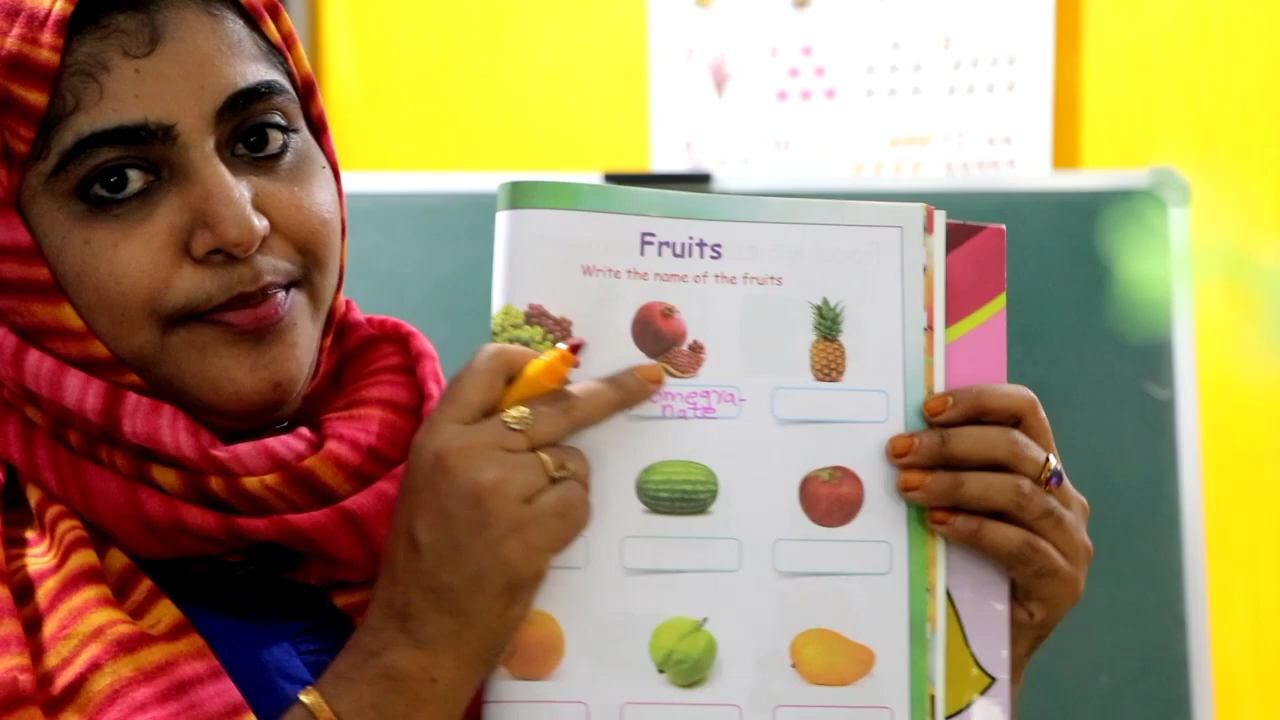 Fruits
Write the name of the fruits
omegra-
nate